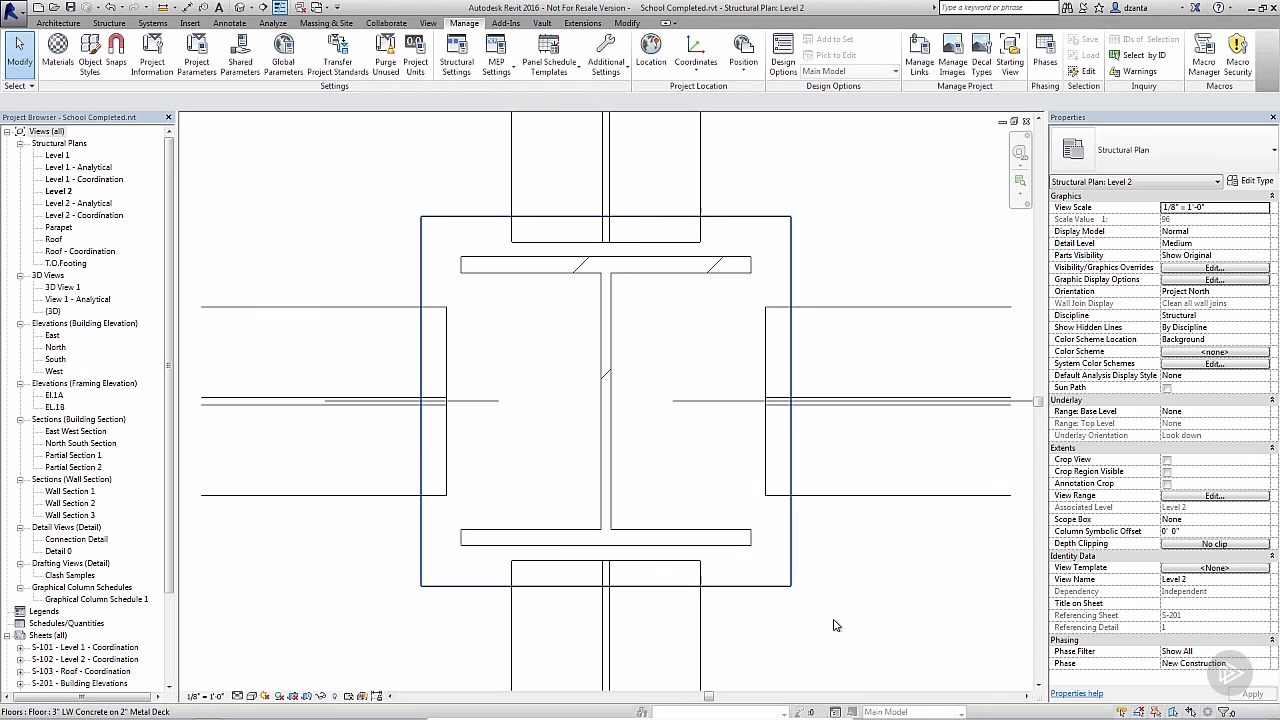 Autodesk Revit 2016 - Not For Resale Version - School Completed.rvt - Structural Plan: Level 2
Type a keyword or phrase
dzanta
Architecture Structure Systems Insert Annotate Analyze Massing & Site Collaborate View Manage Add-Ins Vault Extensions Modify
Modify
Materials
Object Styles
Snaps
Project Information
Project Parameters
Shared Parameters
Global Parameters
Transfer Project Standards
Purge Unused
Project Units
Structural Settings
MEP Settings
Panel Schedule Templates
Additional Settings
Location
Coordinates
Position
Design Options
Add to Set
Pick to Edit
Main Model
Manage Links
Manage Images
Decal Types
Starting View
Phases
Save
Load
Edit
IDs of Selection
Select by ID
Warnings
Macro Manager
Macro Security
Select
Settings
Project Location
Design Options
Manage Project
Phasing
Selection
Inquiry
Macros
Project Browser - School Completed.rvt
Views (all)
Structural Plans
Level 1
Level 1 - Analytical
Level 1 - Coordination
Level 2
Level 2 - Analytical
Level 2 - Coordination
Parapet
Roof
Roof - Coordination
T.O.Footing
3D Views
3D View 1
View 1 - Analytical
{3D}
Elevations (Building Elevation)
East
North
South
West
Elevations (Framing Elevation)
El.1A
EL.1B
Sections (Building Section)
East West Section
North South Section
Partial Section 1
Partial Section 2
Sections (Wall Section)
Wall Section 1
Wall Section 2
Wall Section 3
Detail Views (Detail)
Connection Detail
Detail 0
Drafting Views (Detail)
Clash Samples
Graphical Column Schedules
Graphical Column Schedule 1
Legends
Schedules/Quantities
Sheets (all)
S-101 - Level 1 - Coordination
S-102 - Level 2 - Coordination
S-103 - Roof - Coordination
S-201 - Building Elevations
Properties
Structural Plan
Structural Plan: Level 2 Edit Type
Graphics
View Scale 1/8" = 1'-0"
Scale Value 1: 96
Display Model Normal
Detail Level Medium
Parts Visibility Show Original
Visibility/Graphics Overrides Edit...
Graphic Display Options Edit...
Orientation Project North
Wall Join Display Clean all wall joins
Discipline Structural
Show Hidden Lines By Discipline
Color Scheme Location Background
Color Scheme <none>
System Color Schemes Edit...
Default Analysis Display Style None
Sun Path
Underlay
Range: Base Level None
Range: Top Level None
Underlay Orientation Look down
Extents
Crop View
Crop Region Visible
Annotation Crop
View Range Edit...
Associated Level Level 2
Scope Box None
Column Symbolic Offset 0' 0"
Depth Clipping No clip
Identity Data
View Template <None>
View Name Level 2
Dependency Independent
Title on Sheet
Referencing Sheet S-201
Referencing Detail 1
Phasing
Phase Filter Show All
Phase New Construction
Properties help Apply
1/8" = 1'-0"
Floors : Floor : 3" LW Concrete on 2" Metal Deck
:0
Main Model
:0